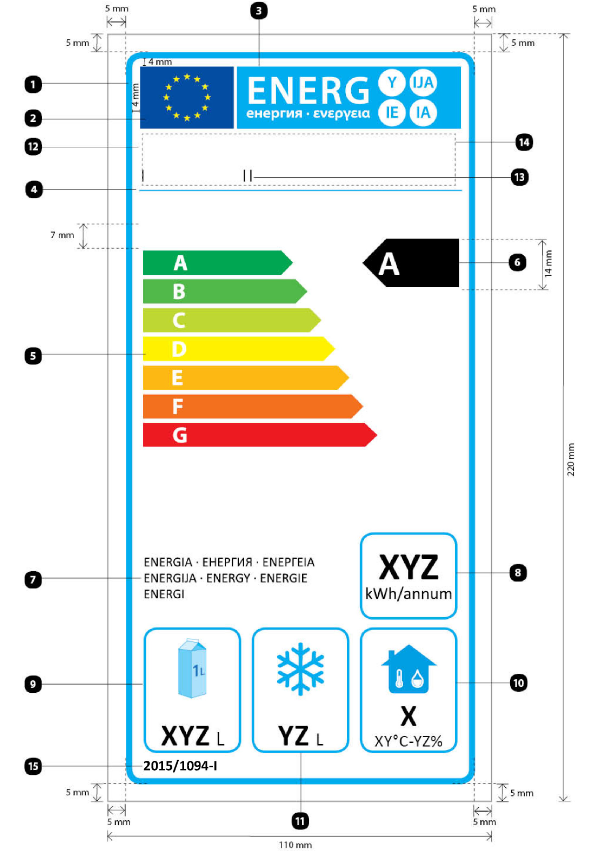 5 mm
3
5 mm
5 mm
5 mm
4 mm
1
4 mm
ENERG
Y IJA
IE IA
енергия · ενεργεια
2
12
14
I
II
13
4
7 mm
A
A
6
14 mm
B
C
D
5
E
F
G
220 mm
ENERGIA · ЕНЕРГИЯ · ΕΝΕΡΓΕΙΑ
ENERGIJA · ENERGY · ENERGIE
ENERGI
7
XYZ
kWh/annum
8
1L
9
XYZ L
YZ L
X
XY°C-YZ%
10
15
2015/1094-I
5 mm
5 mm
5 mm
11
5 mm
110 mm